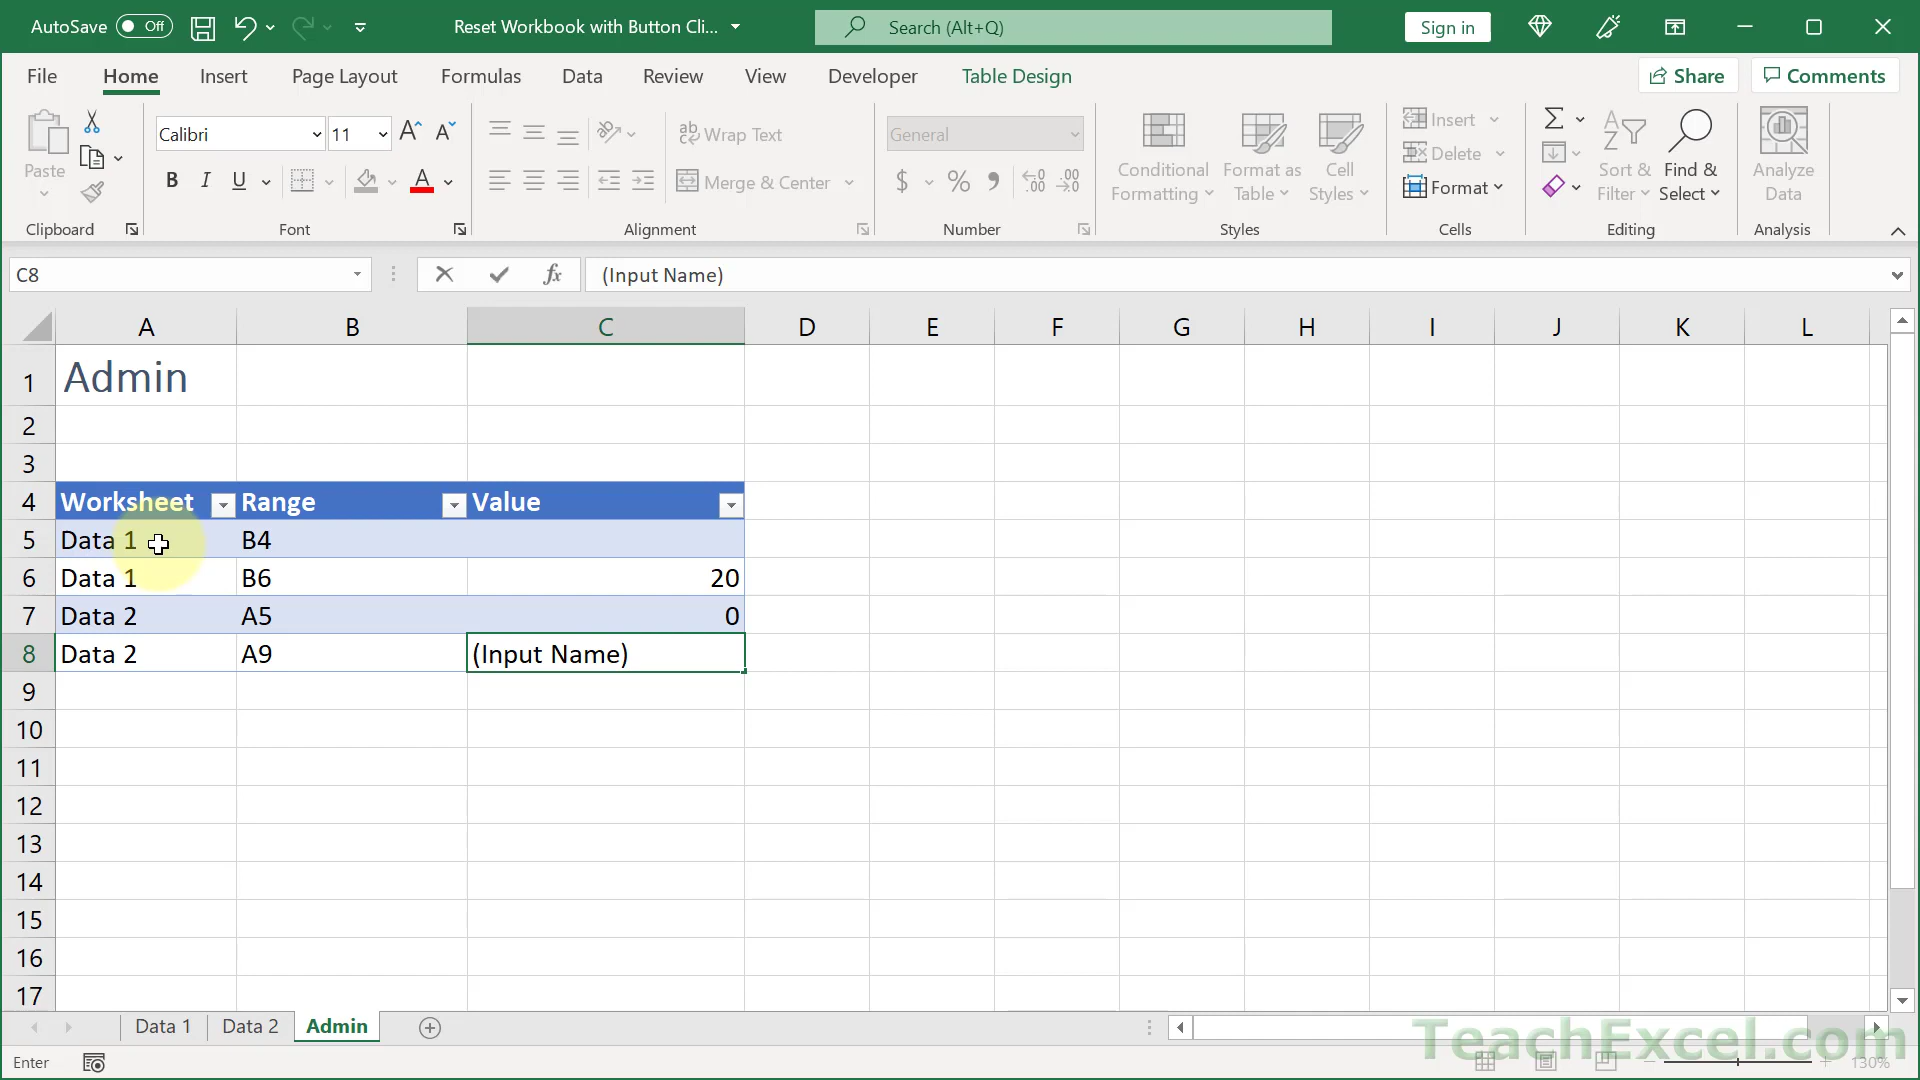 AutoSave Off Reset Workbook with Button Cli... Search (Alt+Q) Sign in
File Home Insert Page Layout Formulas Data Review View Developer Table Design Share Comments
Paste Calibri 11 A A ab Wrap Text General Conditional Formatting Format as Table Cell Styles Insert Delete Format Sort & Filter Find & Select Analyze Data
B I U A Merge & Center $ % .00 .00
Clipboard Font Alignment Number Styles Cells Editing Analysis
C8 fx (Input Name)
A B C D E F G H I J K L
1 Admin
2
3
4 Worksheet Range Value
5 Data 1 B4
6 Data 1 B6 20
7 Data 2 A5 0
8 Data 2 A9 (Input Name)
9
10
11
12
13
14
15
16
17
Data 1 Data 2 Admin
TeachExcel.com
Enter 130%